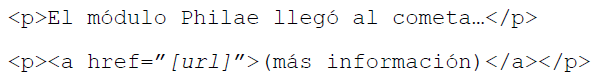 <p>El módulo Philae llegó al cometa…</p>
<p><a href=”[url]”>(más información)</a></p>